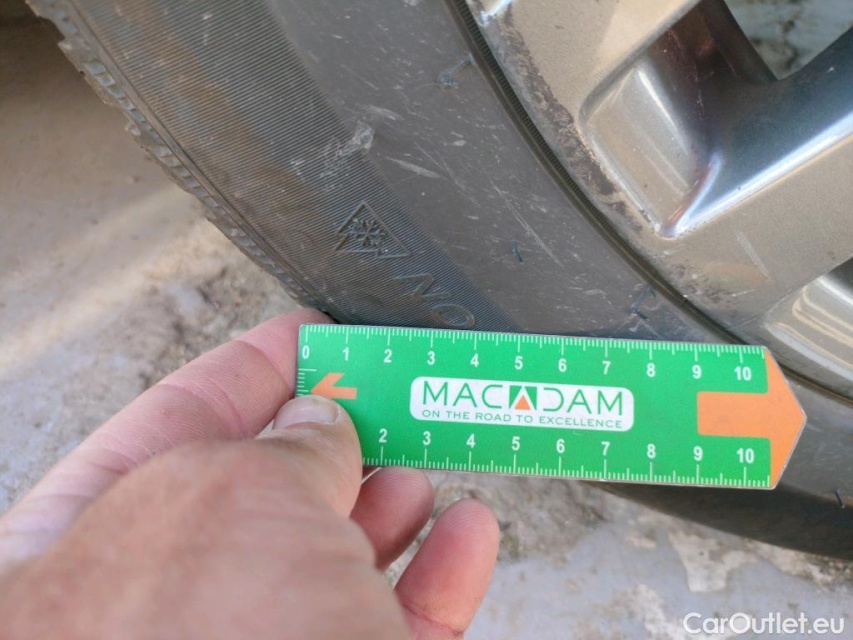 NO
0 1 2 3 4 5 6 7 8 9 10
MACADAM
ON THE ROAD TO EXCELLENCE
2 3 4 5 6 7 8 9 10
CarOutlet.eu